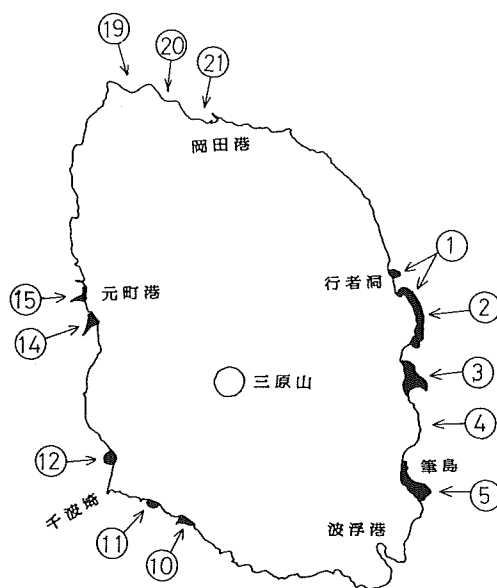 ⑲
⑳
㉑
岡田港
①
行者洞
②
元町港
⑮
⑭
③
三原山
④
⑫
筆島
⑤
千波崎
波浮港
⑪
⑩